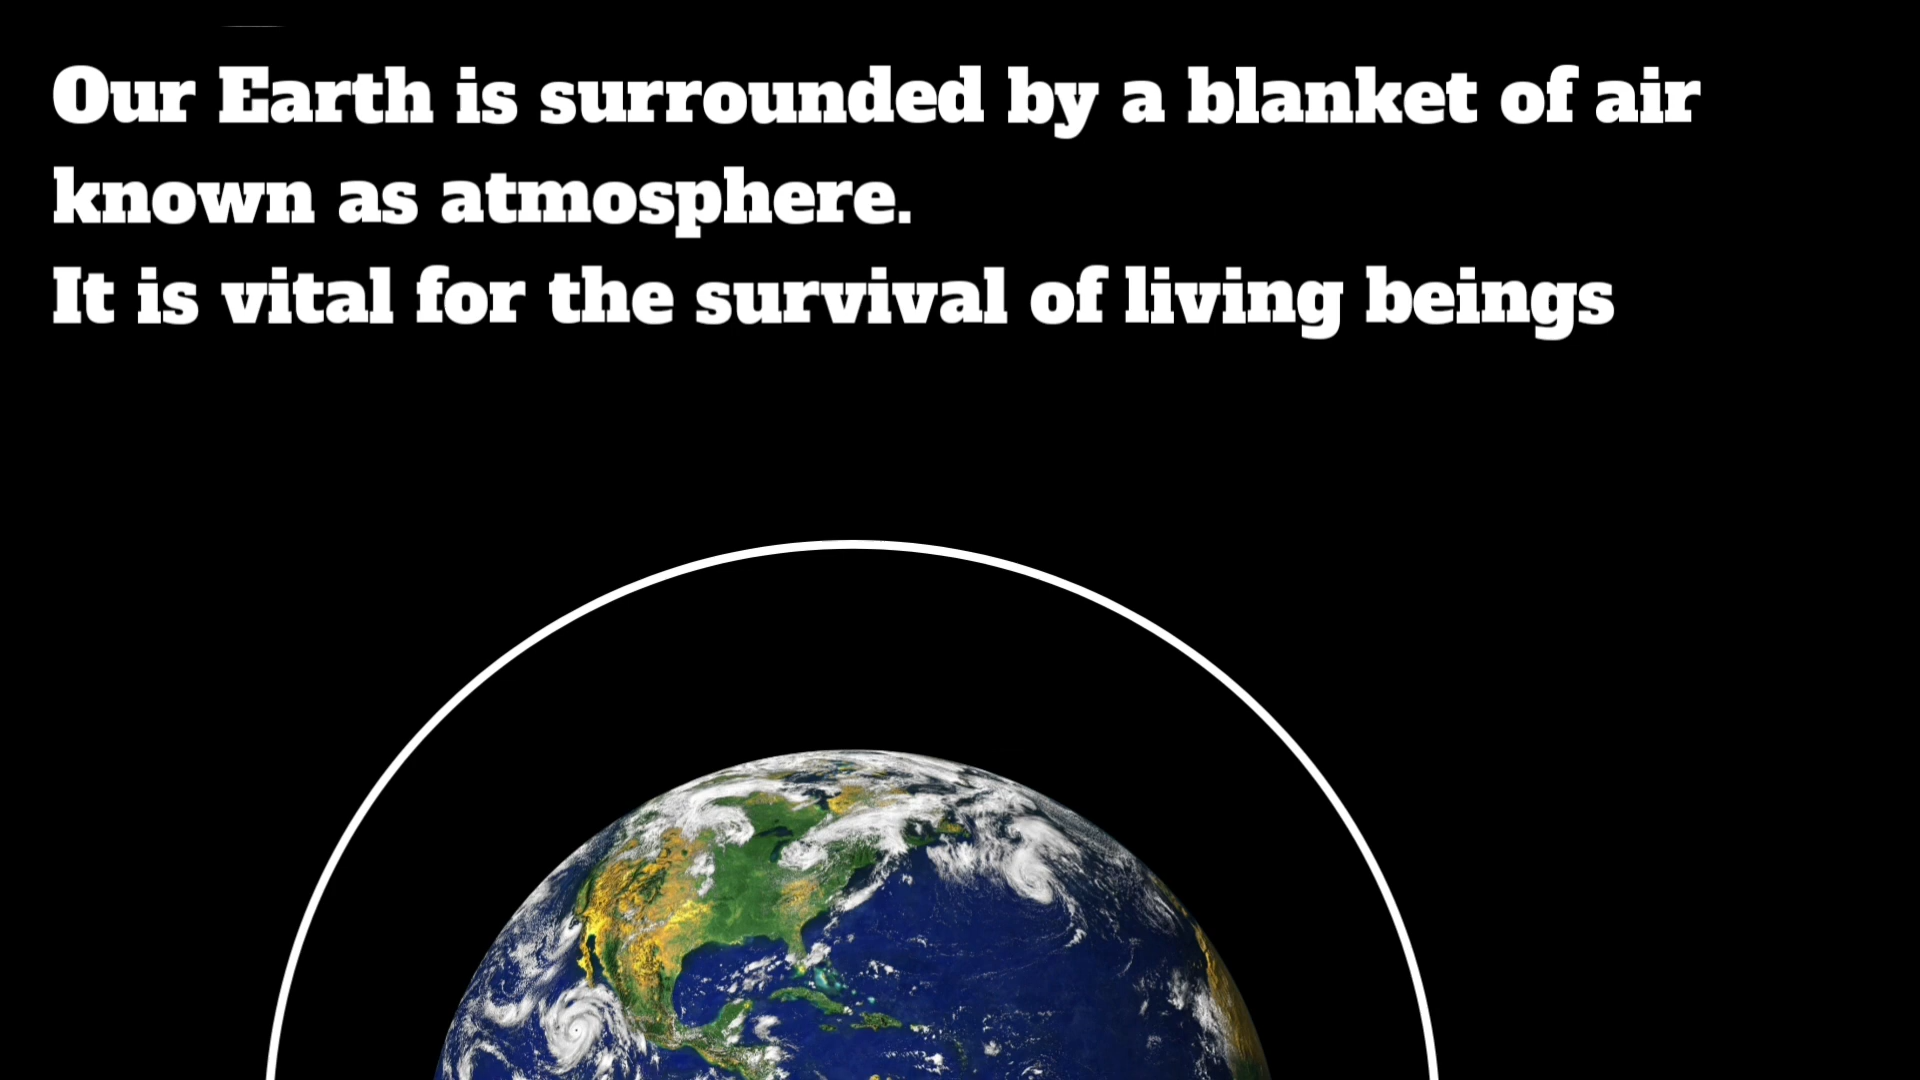 Our Earth is surrounded by a blanket of air
known as atmosphere.
It is vital for the survival of living beings